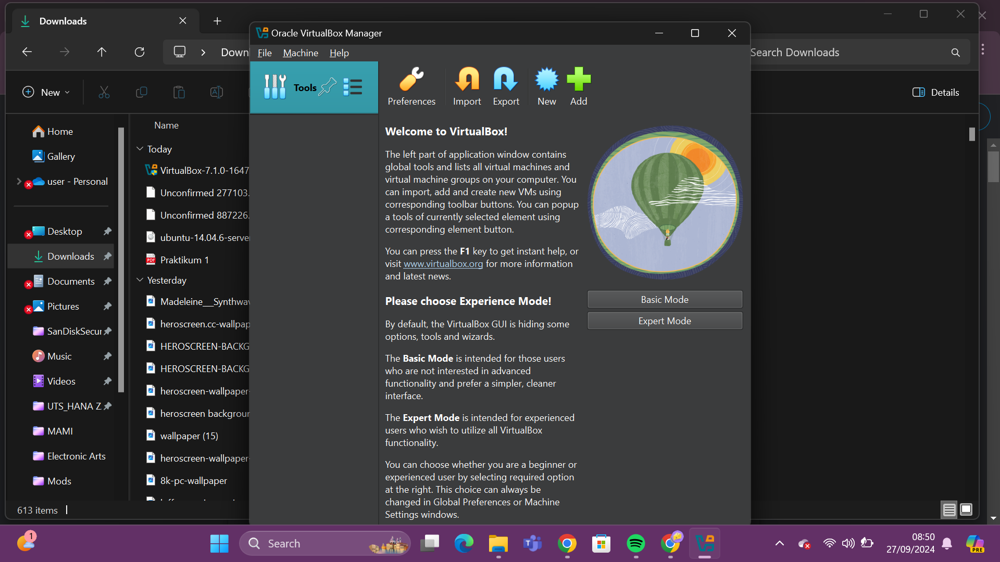 Downloads
Oracle VirtualBox Manager
File Machine Help
Search Downloads
New
Details
Tools
Preferences
Import
Export
New
Add
Home
Gallery
user - Personal
Desktop
Downloads
Documents
Pictures
Music
Videos
UTS_HANA Z
MAMI
Electronic Arts
Mods
613 items
Name
Today
VirtualBox-7.1.0-1647
Unconfirmed 277103.
Unconfirmed 887226.
ubuntu-14.04.6-serve
PDF
Praktikum 1
Yesterday
Madeleine__Synthwav
heroscreen.cc-wallpap
HEROSCREEN-BACKG
HEROSCREEN-BACKG
heroscreen-wallpaper-
heroscreen backgroun
wallpaper (15)
heroscreen-wallpaper-
8k-pc-wallpaper
Welcome to VirtualBox!
The left part of application window contains
global tools and lists all virtual machines and
virtual machine groups on your computer. You
can import, add and create new VMs using
corresponding toolbar buttons. You can popup
a tools of currently selected element using
corresponding element button.
You can press the F1 key to get instant help, or
visit www.virtualbox.org for more information
and latest news.
Please choose Experience Mode!
By default, the VirtualBox GUI is hiding some
options, tools and wizards.
The Basic Mode is intended for those users
who are not interested in advanced
functionality and prefer a simpler, cleaner
interface.
The Expert Mode is intended for experienced
users who wish to utilize all VirtualBox
functionality.
You can choose whether you are a beginner or
experienced user by selecting required option
at the right. This choice can always be
changed in Global Preferences or Machine
Settings windows.
Basic Mode
Expert Mode
1
Search
08:50
27/09/2024
PRE